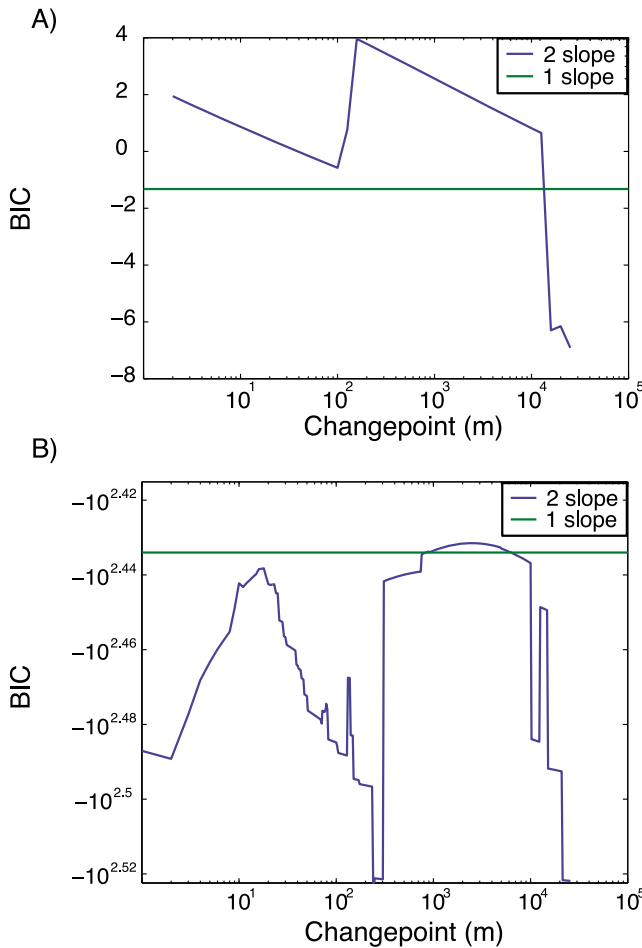 A)
4
2
0
−2
−4
−6
−8
BIC
2 slope
1 slope
10^1
10^2
10^3
10^4
10^5
Changepoint (m)
B)
−10^2.42
−10^2.44
−10^2.46
−10^2.48
−10^2.5
−10^2.52
BIC
2 slope
1 slope
10^1
10^2
10^3
10^4
10^5
Changepoint (m)